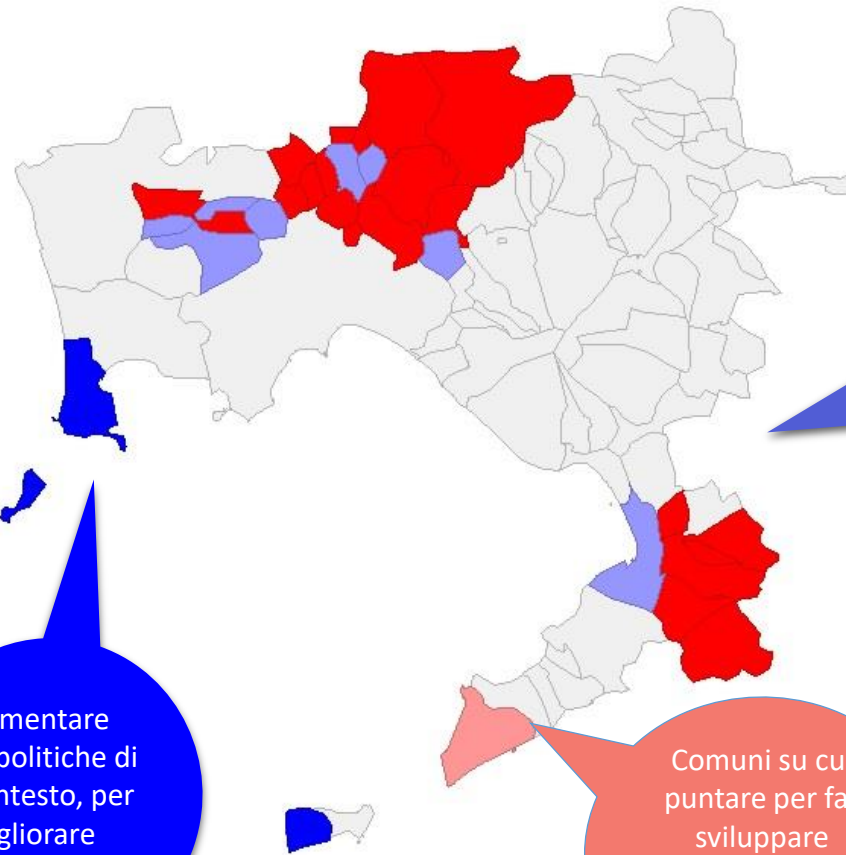 mentare
politiche di
ntesto, per
gliorare
Comuni su cu
puntare per fa
sviluppare